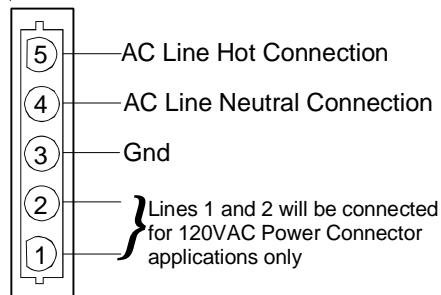 5 AC Line Hot Connection
4 AC Line Neutral Connection
3 Gnd
2
1
Lines 1 and 2 will be connected
for 120VAC Power Connector
applications only